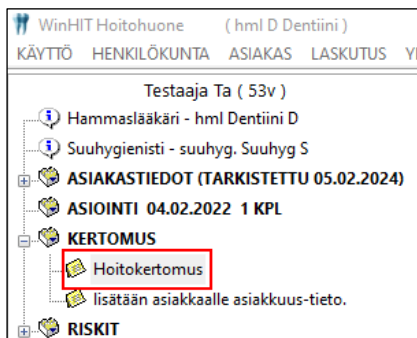 WinHIT Hoitohuone ( hml D Dentiini )
KÄYTTÖ HENKILÖKUNTA ASIAKAS LASKUTUS
Testaaja Ta ( 53v )
Hammaslääkäri - hml Dentiini D
Suuhygienisti - suuhyg. Suuhyg S
ASIAKASTIEDOT (TARKISTETTU 05.02.2024)
ASIOINTI 04.02.2022 1 KPL
KERTOMUS
Hoitokertomus
lisätään asiakkaalle asiakkuus-tieto.
RISKIT